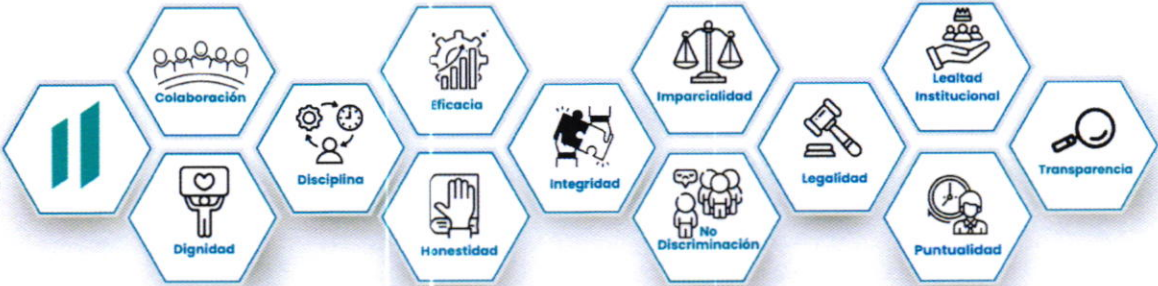 Colaboración
Dignidad
Disciplina
Eficacia
Honestidad
Integridad
Imparcialidad
No
Discriminación
Legalidad
Lealtad
Institucional
Puntualidad
Transparencia